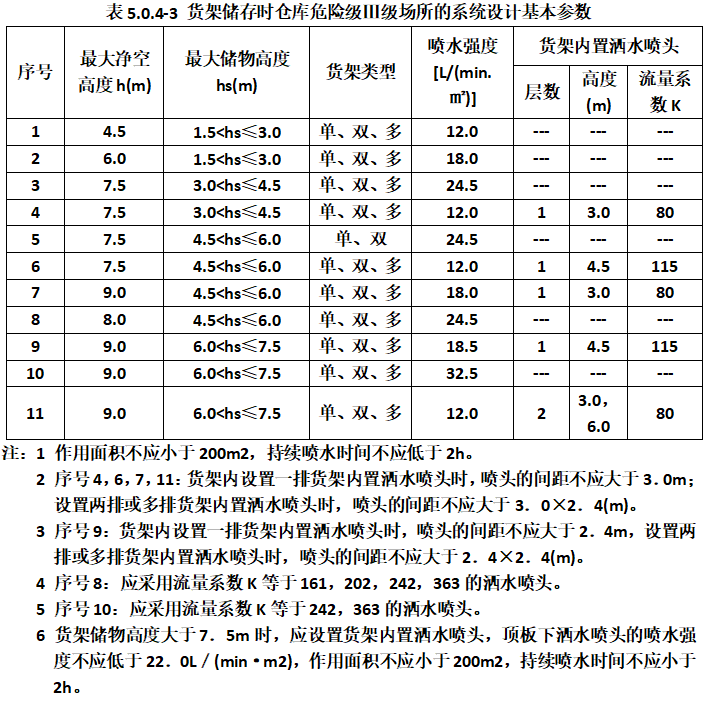 表 5.0.4-3 货架储存时仓库危险级Ⅲ级场所的系统设计基本参数
序号 最大净空高度 h(m) 最大储物高度 hs(m) 货架类型 喷水强度 [L/(min.㎡)] 货架内置洒水喷头
层数 高度(m) 流量系数 K
1 4.5 1.5<hs≤3.0 单、双、多 12.0 --- --- ---
2 6.0 1.5<hs≤3.0 单、双、多 18.0 --- --- ---
3 7.5 3.0<hs≤4.5 单、双、多 24.5 --- --- ---
4 7.5 3.0<hs≤4.5 单、双、多 12.0 1 3.0 80
5 7.5 4.5<hs≤6.0 单、双 24.5 --- --- ---
6 7.5 4.5<hs≤6.0 单、双、多 12.0 1 4.5 115
7 9.0 4.5<hs≤6.0 单、双、多 18.0 1 3.0 80
8 8.0 4.5<hs≤6.0 单、双、多 24.5 --- --- ---
9 9.0 6.0<hs≤7.5 单、双、多 18.5 1 4.5 115
10 9.0 6.0<hs≤7.5 单、双、多 32.5 --- --- ---
11 9.0 6.0<hs≤7.5 单、双、多 12.0 2 3.0，6.0 80
注：1 作用面积不应小于 200m2，持续喷水时间不应低于 2h。
2 序号 4，6，7，11：货架内设置一排货架内置洒水喷头时，喷头的间距不应大于 3．0m；
设置两排或多排货架内置洒水喷头时，喷头的间距不应大于 3．0×2．4(m)。
3 序号 9：货架内设置一排货架内置洒水喷头时，喷头的间距不应大于 2．4m，设置两
排或多排货架内置洒水喷头时，喷头的间距不应大于 2．4×2．4(m)。
4 序号 8：应采用流量系数 K 等于 161，202，242，363 的洒水喷头。
5 序号 10：应采用流量系数 K 等于 242，363 的洒水喷头。
6 货架储物高度大于 7．5m 时，应设置货架内置洒水喷头，顶板下洒水喷头的喷水强
度不应低于 22．0L／(min·m2)，作用面积不应小于 200m2，持续喷水时间不应小于
2h。